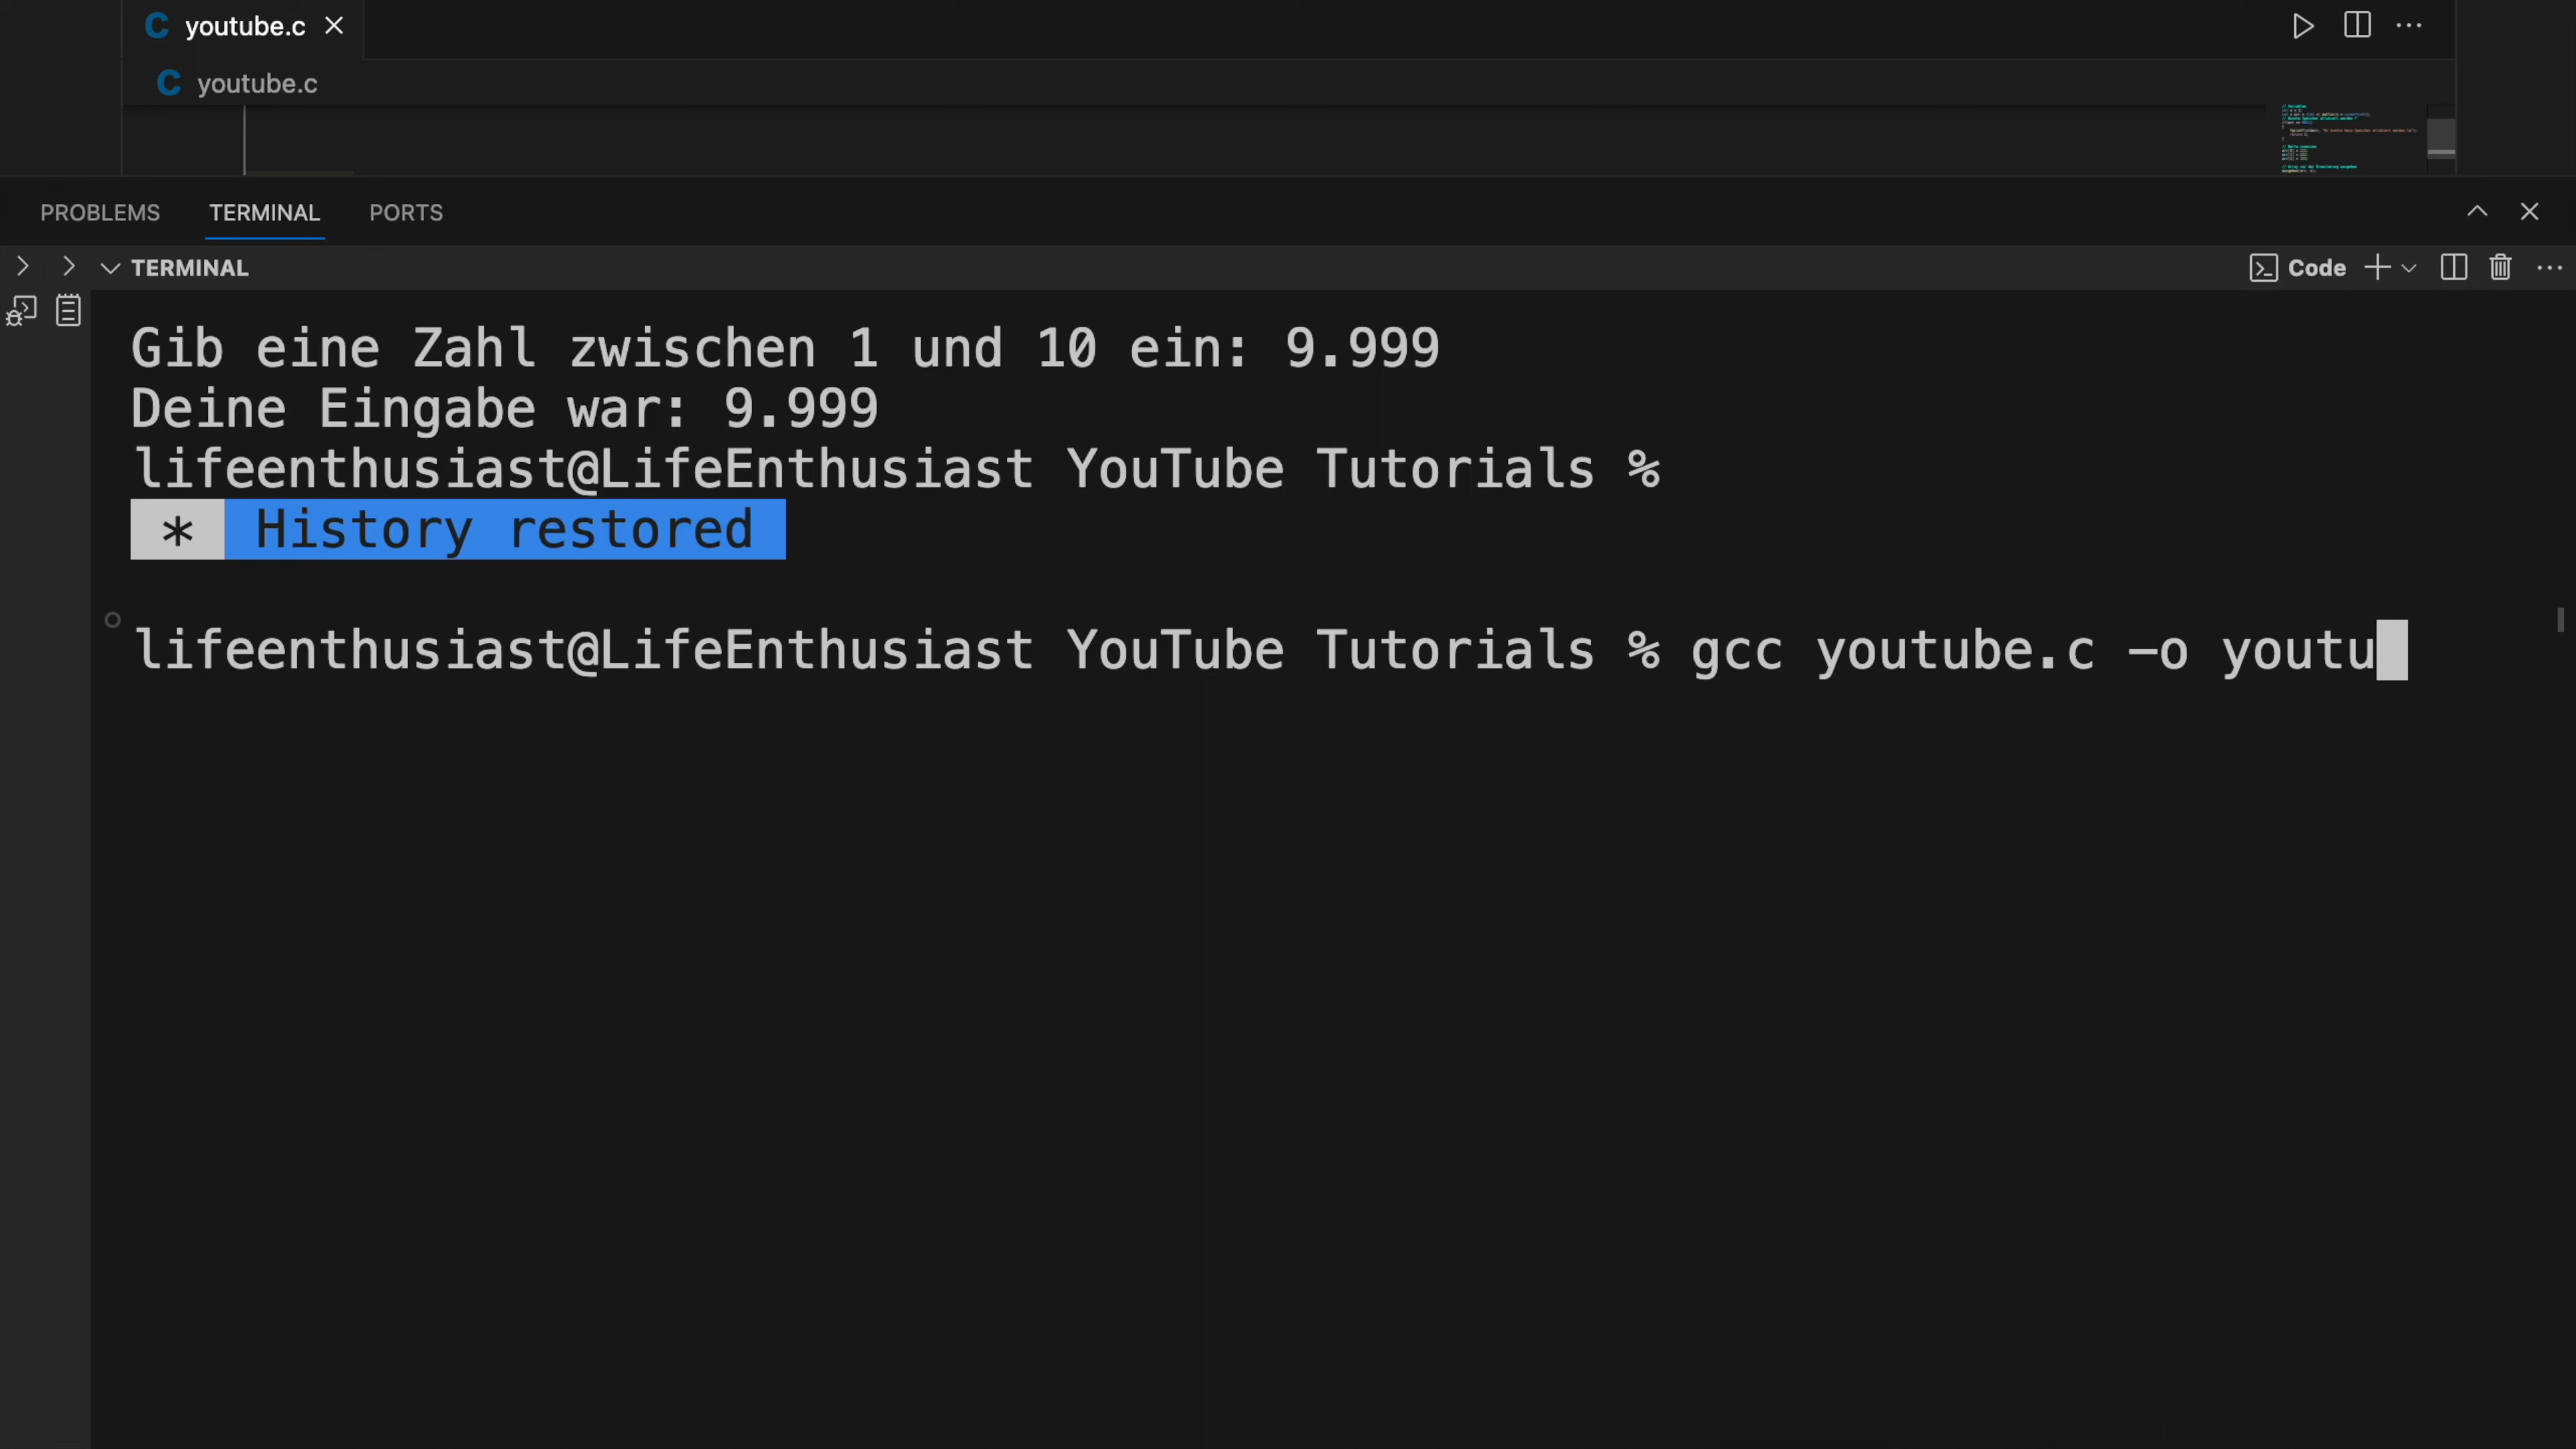 youtube.c
youtube.c
PROBLEMS TERMINAL PORTS
TERMINAL
Code
Gib eine Zahl zwischen 1 und 10 ein: 9.999
Deine Eingabe war: 9.999
lifeenthusiast@LifeEnthusiast YouTube Tutorials %
* History restored
lifeenthusiast@LifeEnthusiast YouTube Tutorials % gcc youtube.c -o youtu